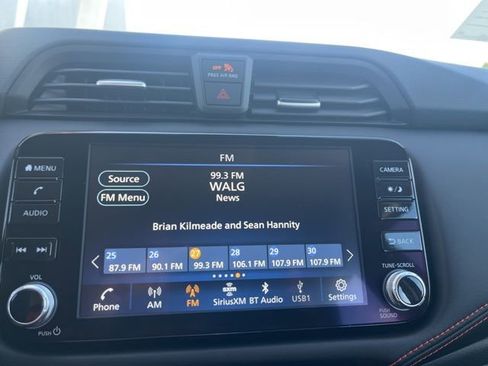 OFF
PASS AIR BAG
MENU
AUDIO
VOL
PUSH
FM
Source
FM Menu
99.3 FM
WALG
News
Brian Kilmeade and Sean Hannity
25 26 27 28 29 30
87.9 FM 90.1 FM 99.3 FM 106.1 FM 107.9 FM 107.9 FM
Phone AM FM SiriusXM BT Audio USB1 Settings
CAMERA
SETTING
BACK
TUNE-SCROLL
PUSH
SOUND